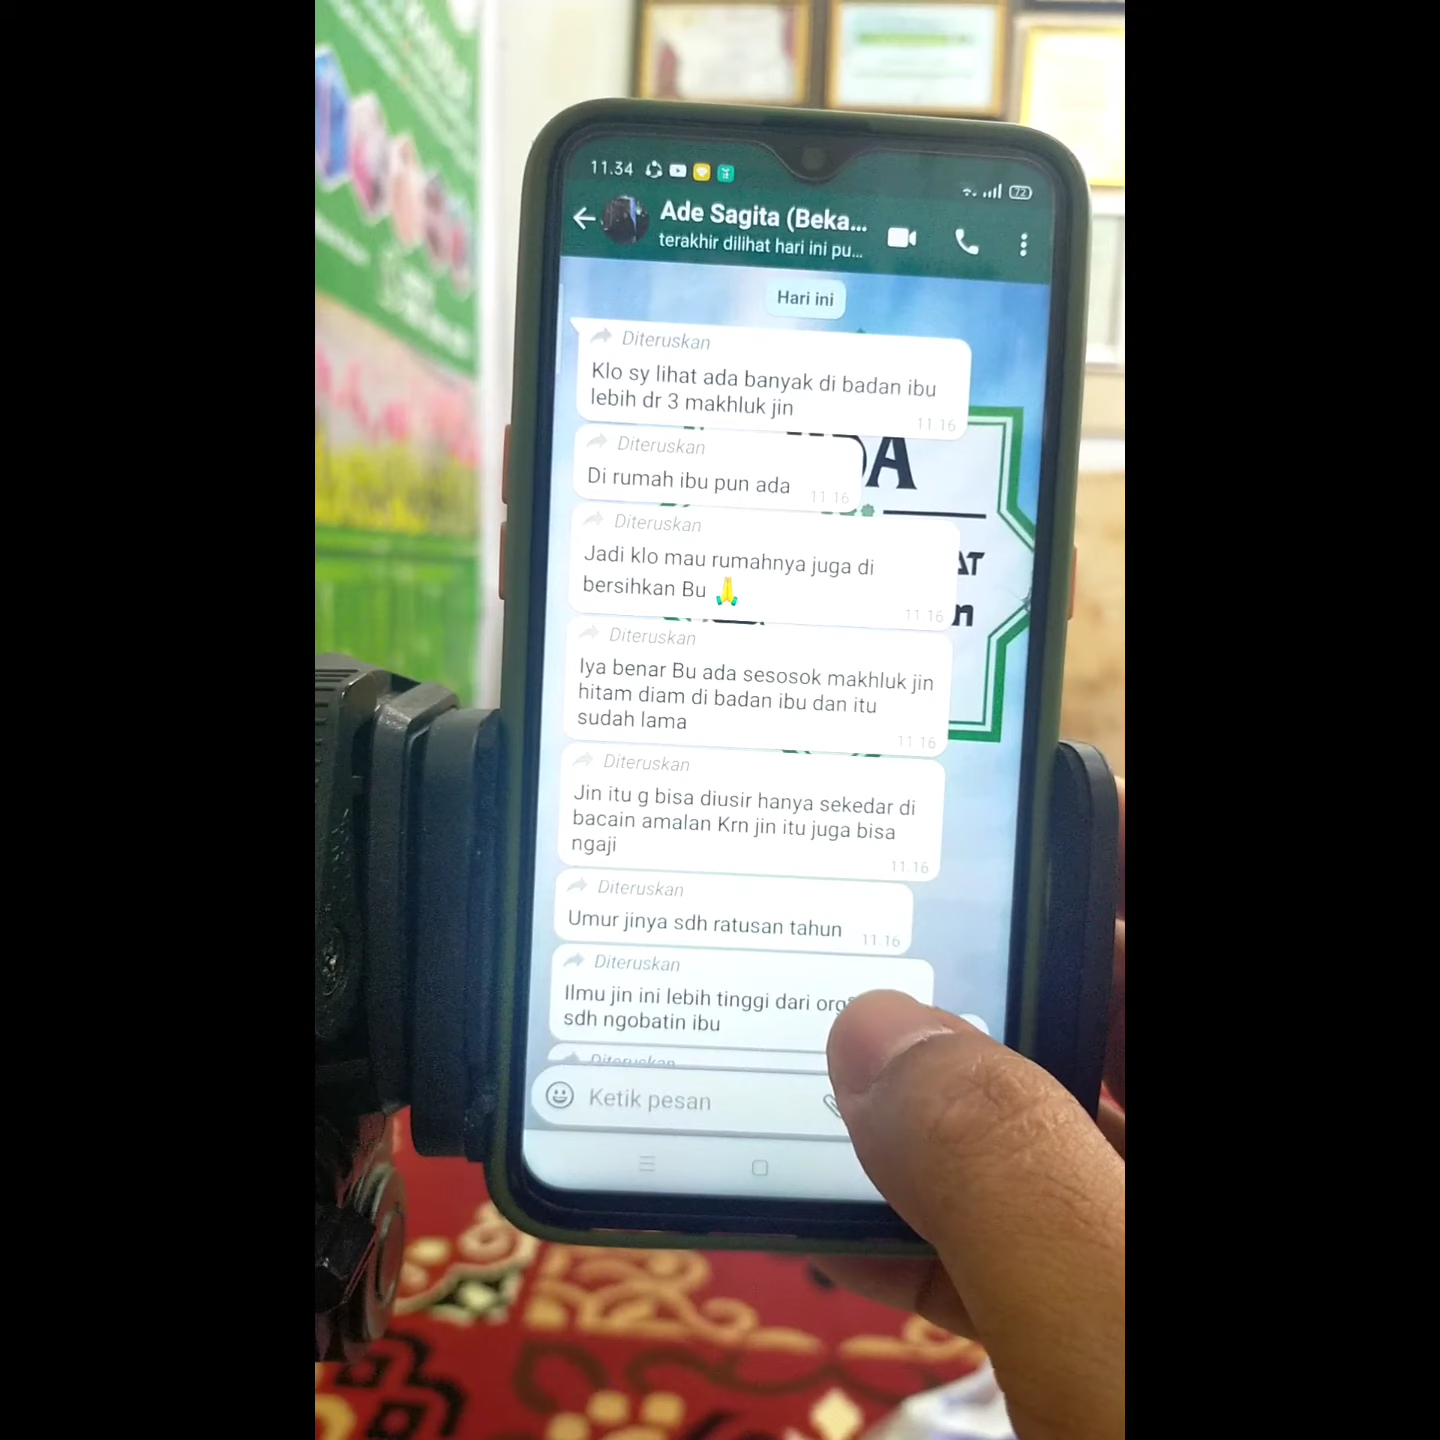 11.34
72
Ade Sagita (Beka...
terakhir dilihat hari ini pu...
Hari ini
Diteruskan
Klo sy lihat ada banyak di badan ibu
lebih dr 3 makhluk jin
11.16
Diteruskan
Di rumah ibu pun ada
11.16
Diteruskan
Jadi klo mau rumahnya juga di
bersihkan Bu 🙏
11.16
Diteruskan
Iya benar Bu ada sesosok makhluk jin
hitam diam di badan ibu dan itu
sudah lama
11.16
Diteruskan
Jin itu g bisa diusir hanya sekedar di
bacain amalan Krn jin itu juga bisa
ngaji
11.16
Diteruskan
Umur jinya sdh ratusan tahun
11.16
Diteruskan
Ilmu jin ini lebih tinggi dari
sdh ngobatin ibu
Diteruskan
Ketik pesan